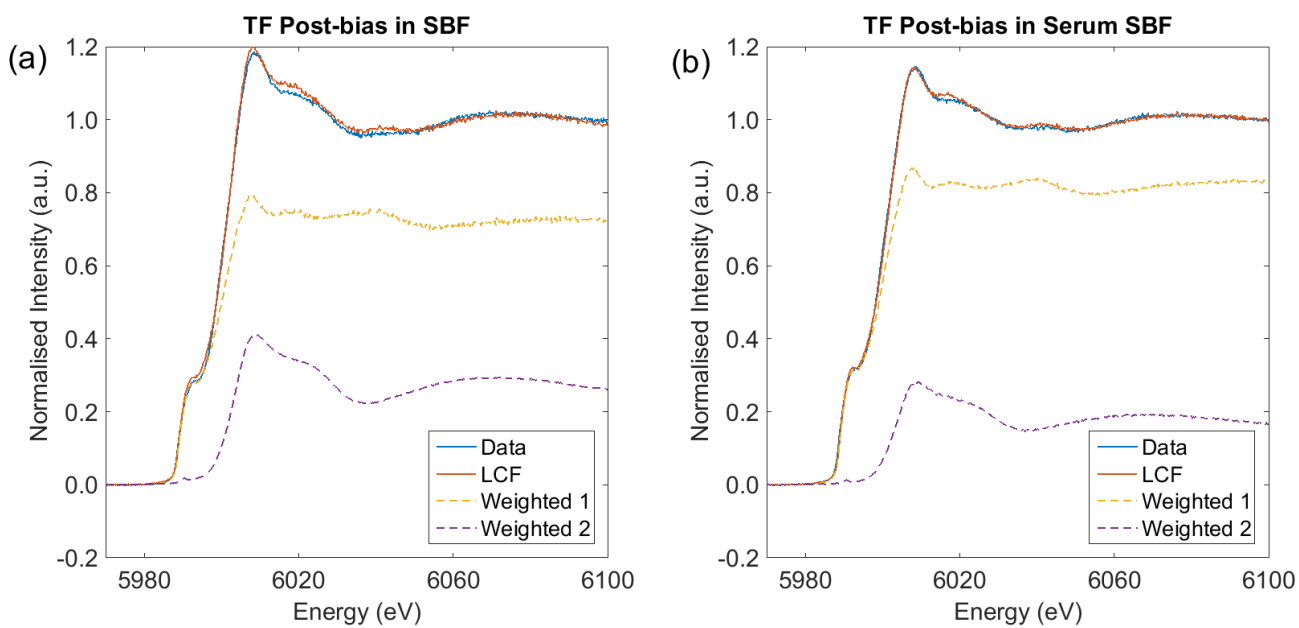 (a)
TF Post-bias in SBF
Normalised Intensity (a.u.)
1.2
1.0
0.8
0.6
0.4
0.2
0.0
-0.2
5980
6020
6060
6100
Energy (eV)
Data
LCF
Weighted 1
Weighted 2
(b)
TF Post-bias in Serum SBF
Normalised Intensity (a.u.)
1.2
1.0
0.8
0.6
0.4
0.2
0.0
-0.2
5980
6020
6060
6100
Energy (eV)
Data
LCF
Weighted 1
Weighted 2